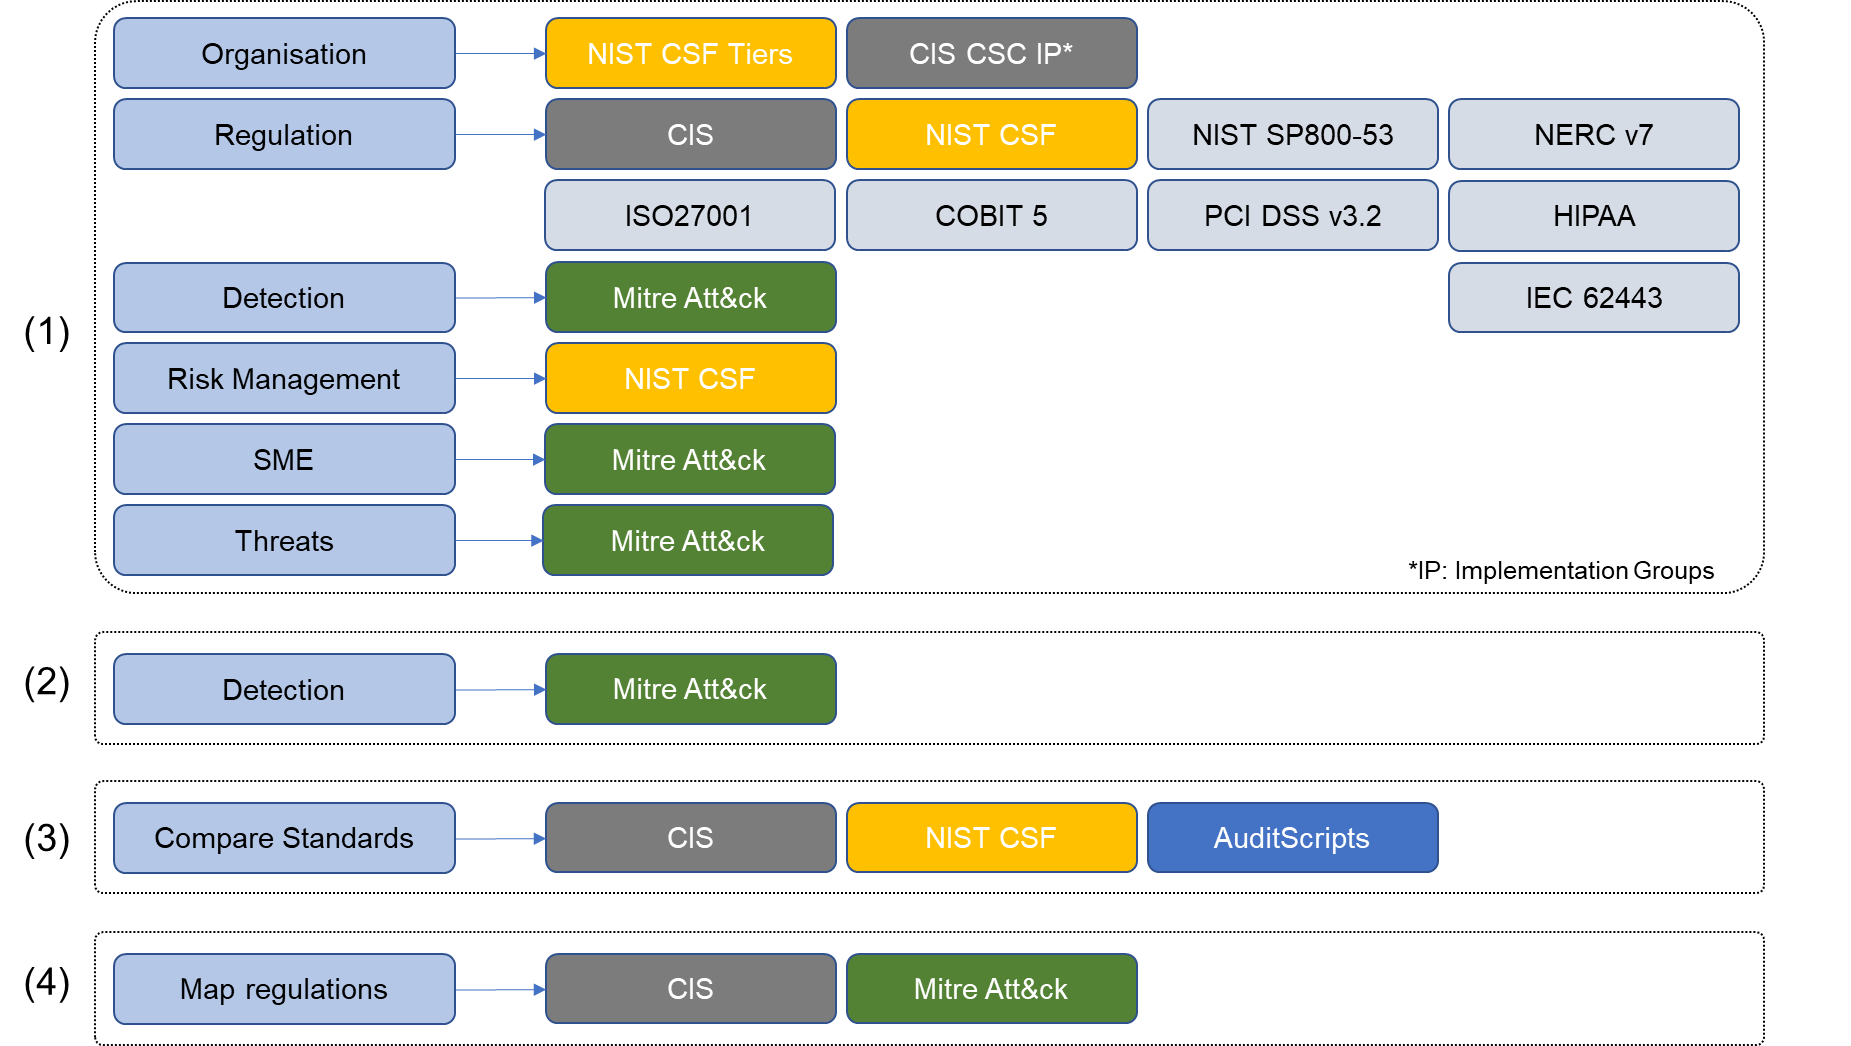 Organisation
NIST CSF Tiers
CIS CSC IP*
Regulation
CIS
NIST CSF
NIST SP800-53
NERC v7
ISO27001
COBIT 5
PCI DSS v3.2
HIPAA
Detection
Mitre Att&ck
IEC 62443
(1)
Risk Management
NIST CSF
SME
Mitre Att&ck
Threats
Mitre Att&ck
*IP: Implementation Groups
(2)
Detection
Mitre Att&ck
(3)
Compare Standards
CIS
NIST CSF
AuditScripts
(4)
Map regulations
CIS
Mitre Att&ck